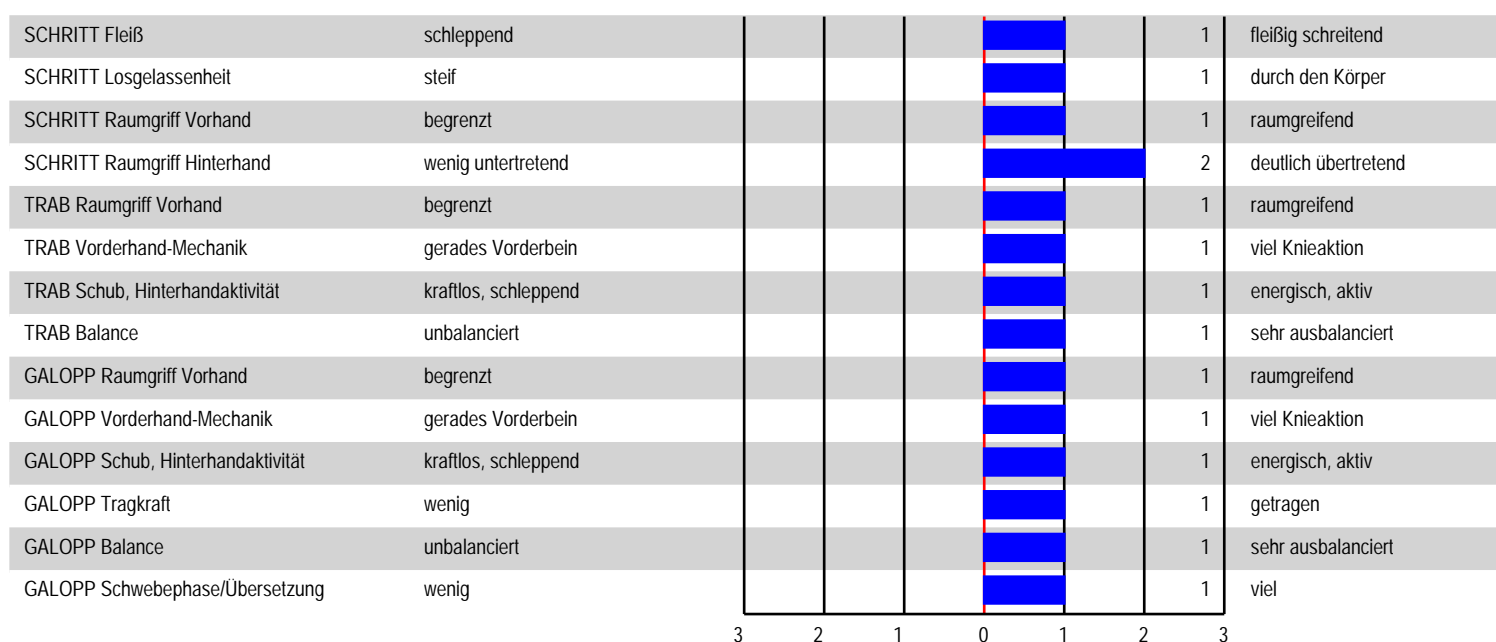 SCHRITT Fleiß schleppend 1 fleißig schreitend
SCHRITT Losgelassenheit steif 1 durch den Körper
SCHRITT Raumgriff Vorhand begrenzt 1 raumgreifend
SCHRITT Raumgriff Hinterhand wenig untertretend 2 deutlich übertretend
TRAB Raumgriff Vorhand begrenzt 1 raumgreifend
TRAB Vorderhand-Mechanik gerades Vorderbein 1 viel Knieaktion
TRAB Schub, Hinterhandaktivität kraftlos, schleppend 1 energisch, aktiv
TRAB Balance unbalanciert 1 sehr ausbalanciert
GALOPP Raumgriff Vorhand begrenzt 1 raumgreifend
GALOPP Vorderhand-Mechanik gerades Vorderbein 1 viel Knieaktion
GALOPP Schub, Hinterhandaktivität kraftlos, schleppend 1 energisch, aktiv
GALOPP Tragkraft wenig 1 getragen
GALOPP Balance unbalanciert 1 sehr ausbalanciert
GALOPP Schwebephase/Übersetzung wenig 1 viel
3 2 1 0 1 2 3